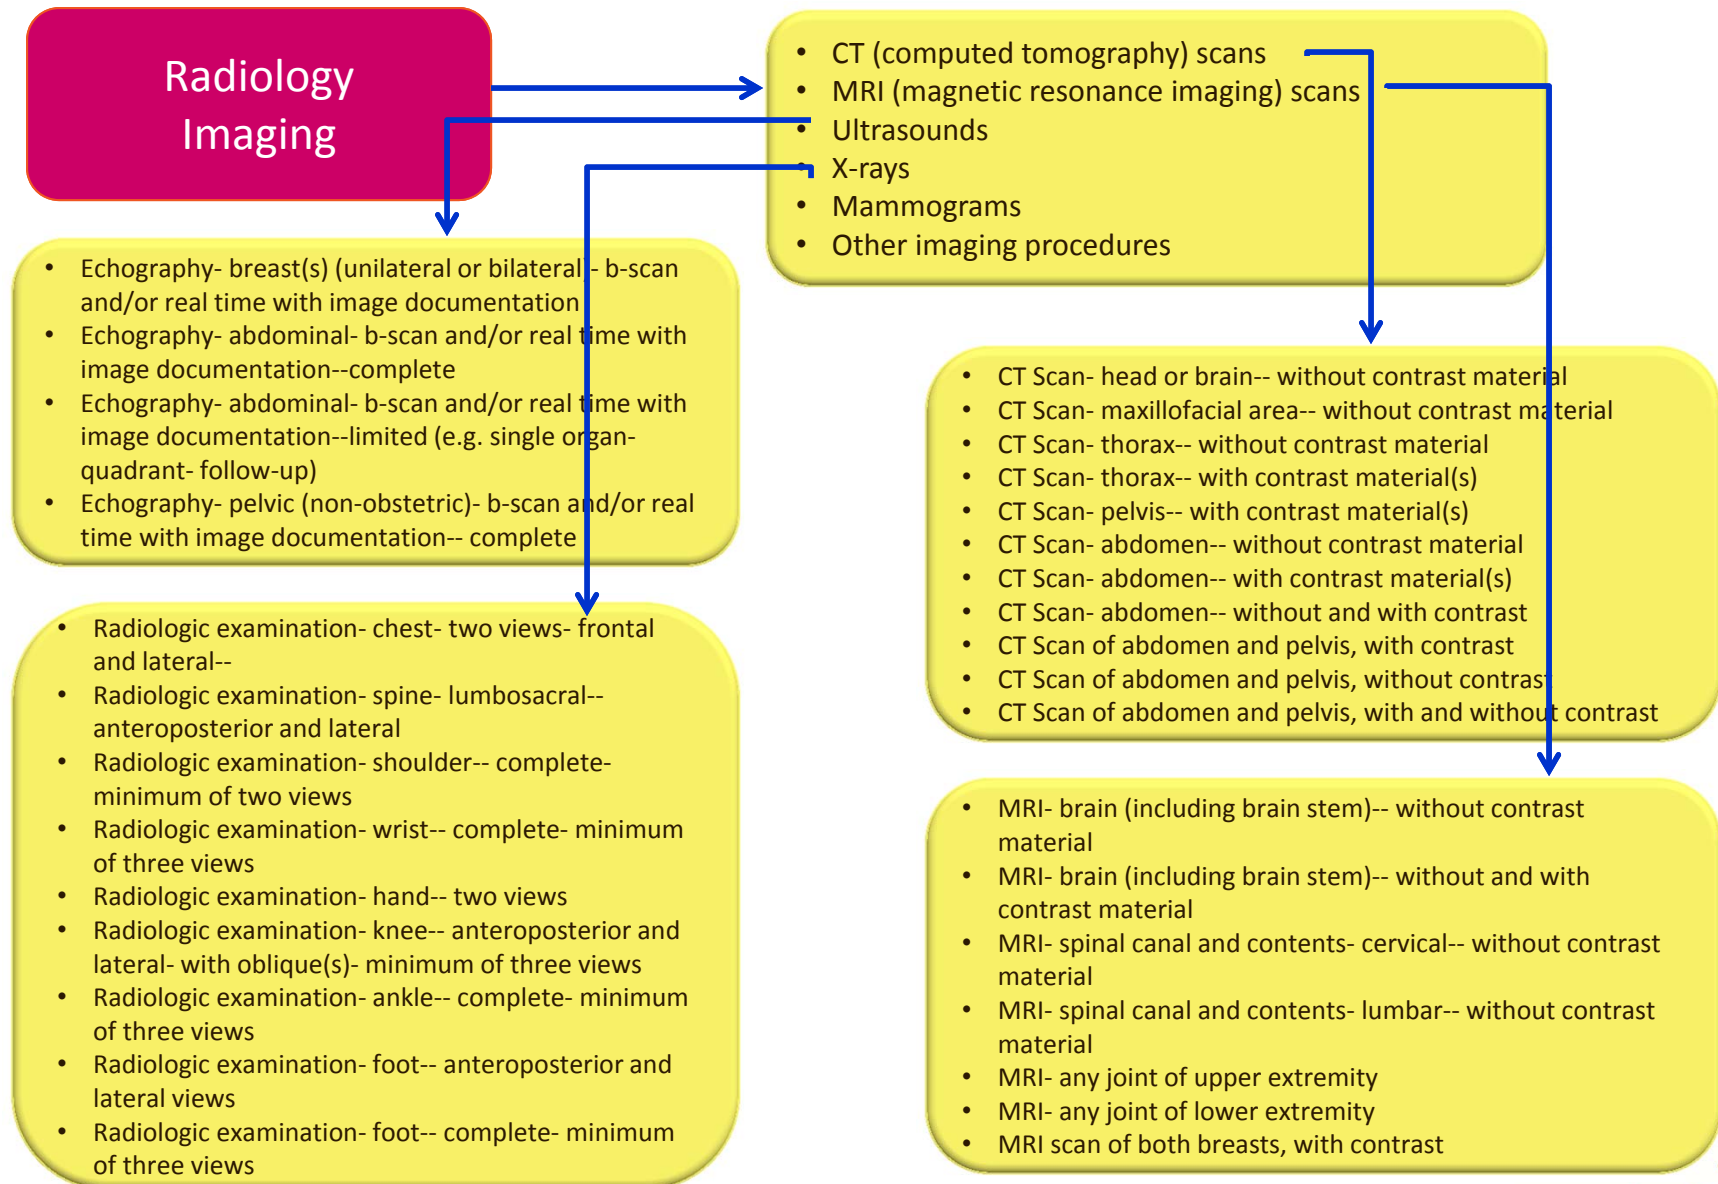 Radiology
Imaging
• CT (computed tomography) scans
• MRI (magnetic resonance imaging) scans
• Ultrasounds
• X-rays
• Mammograms
• Other imaging procedures
• Echography- breast(s) (unilateral or bilateral)- b-scan
and/or real time with image documentation
• Echography- abdominal- b-scan and/or real time with
image documentation--complete
• Echography- abdominal- b-scan and/or real time with
image documentation--limited (e.g. single organ-
quadrant- follow-up)
• Echography- pelvic (non-obstetric)- b-scan and/or real
time with image documentation-- complete
• Radiologic examination- chest- two views- frontal
and lateral--
• Radiologic examination- spine- lumbosacral--
anteroposterior and lateral
• Radiologic examination- shoulder-- complete-
minimum of two views
• Radiologic examination- wrist-- complete- minimum
of three views
• Radiologic examination- hand-- two views
• Radiologic examination- knee-- anteroposterior and
lateral- with oblique(s)- minimum of three views
• Radiologic examination- ankle-- complete- minimum
of three views
• Radiologic examination- foot-- anteroposterior and
lateral views
• Radiologic examination- foot-- complete- minimum
of three views
• CT Scan- head or brain-- without contrast material
• CT Scan- maxillofacial area-- without contrast material
• CT Scan- thorax-- without contrast material
• CT Scan- thorax-- with contrast material(s)
• CT Scan- pelvis-- with contrast material(s)
• CT Scan- abdomen-- without contrast material
• CT Scan- abdomen-- with contrast material(s)
• CT Scan- abdomen-- without and with contrast
• CT Scan of abdomen and pelvis, with contrast
• CT Scan of abdomen and pelvis, without contrast
• CT Scan of abdomen and pelvis, with and without contrast
• MRI- brain (including brain stem)-- without contrast
material
• MRI- brain (including brain stem)-- without and with
contrast material
• MRI- spinal canal and contents- cervical-- without contrast
material
• MRI- spinal canal and contents- lumbar-- without contrast
material
• MRI- any joint of upper extremity
• MRI- any joint of lower extremity
• MRI scan of both breasts, with contrast